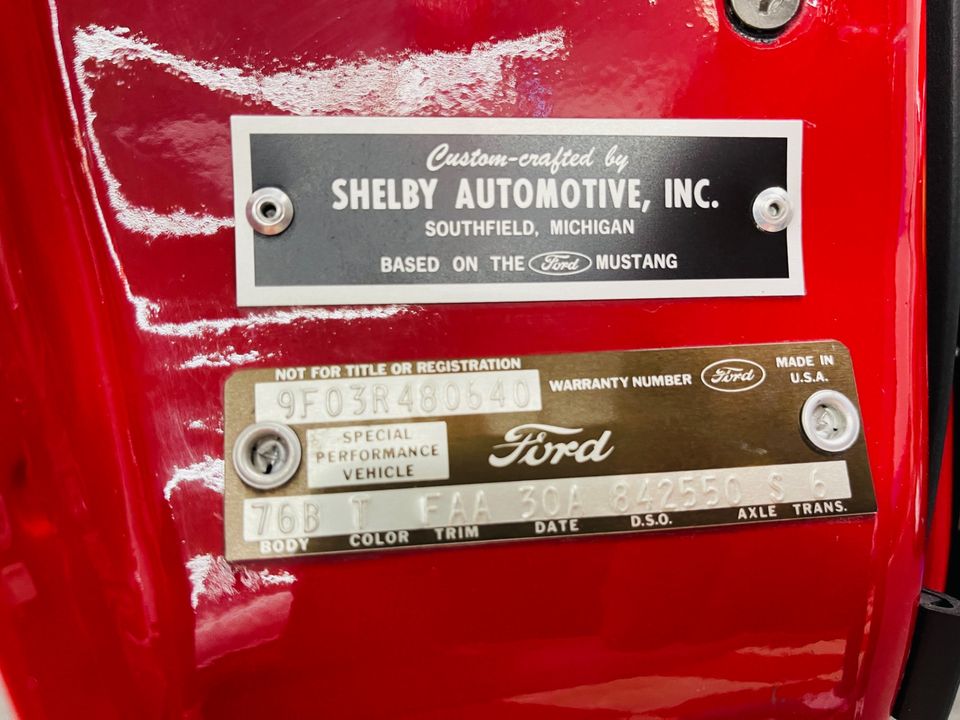 Custom-crafted by
SHELBY AUTOMOTIVE, INC.
SOUTHFIELD, MICHIGAN
BASED ON THE Ford MUSTANG
NOT FOR TITLE OR REGISTRATION
9F03R480640
WARRANTY NUMBER
Ford
MADE IN
U.S.A.
SPECIAL
PERFORMANCE
VEHICLE
Ford
76B T FAA 30A 842550 S 6
BODY COLOR TRIM DATE D.S.O. AXLE TRANS.